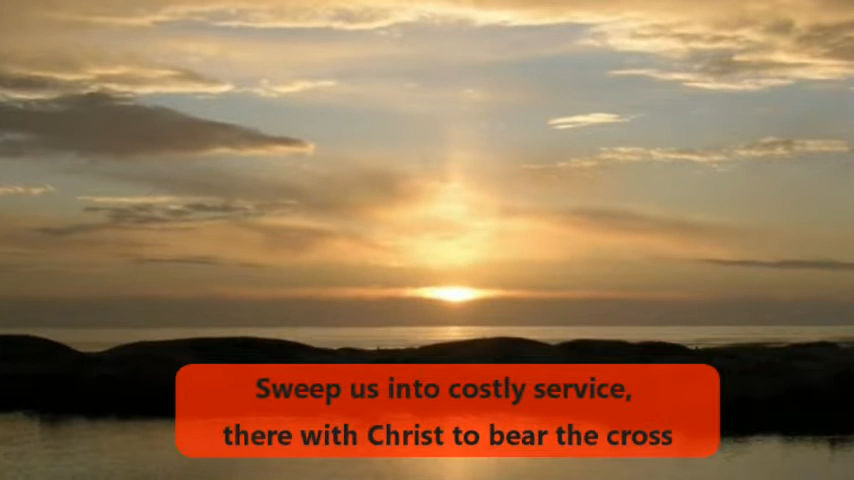 Sweep us into costly service,
there with Christ to bear the cross